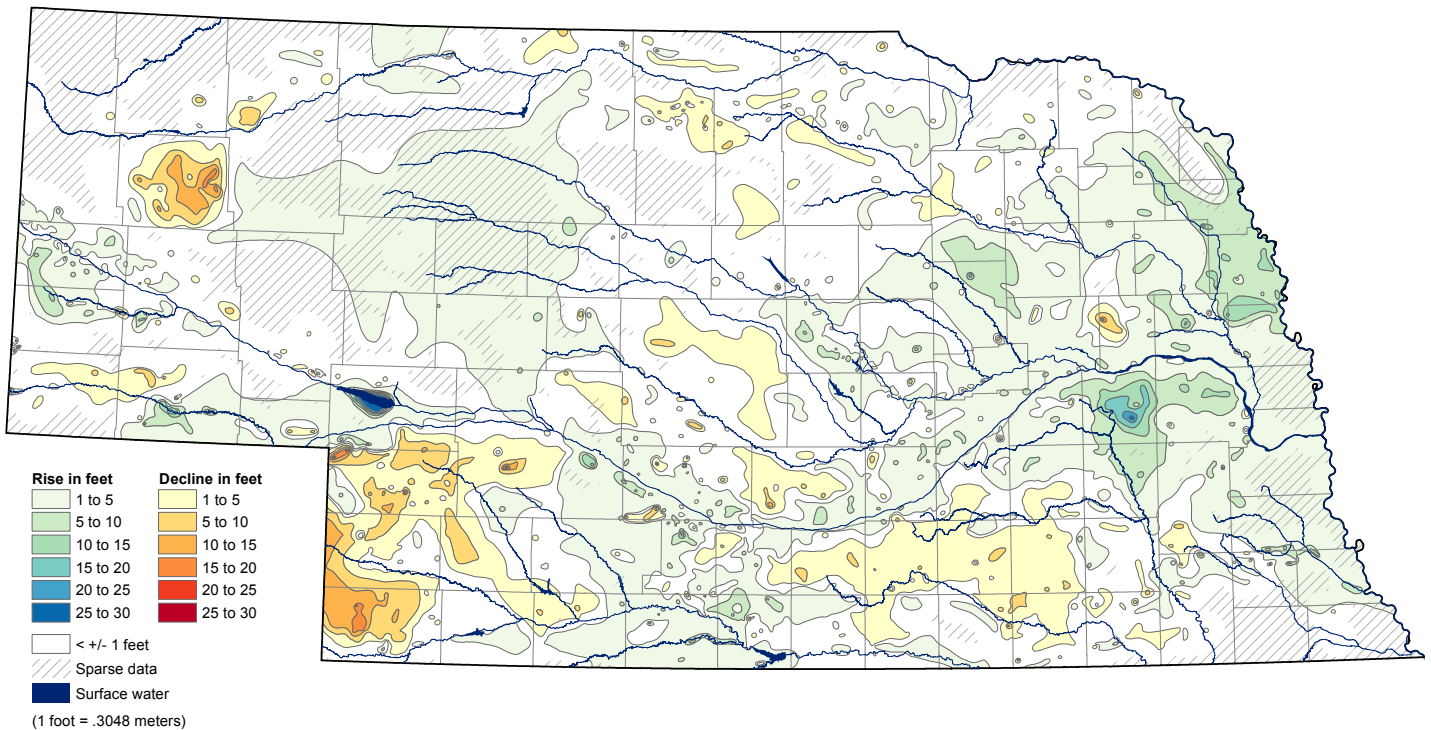 Rise in feet
1 to 5
5 to 10
10 to 15
15 to 20
20 to 25
25 to 30
Decline in feet
1 to 5
5 to 10
10 to 15
15 to 20
20 to 25
25 to 30
< +/- 1 feet
Sparse data
Surface water
(1 foot = .3048 meters)